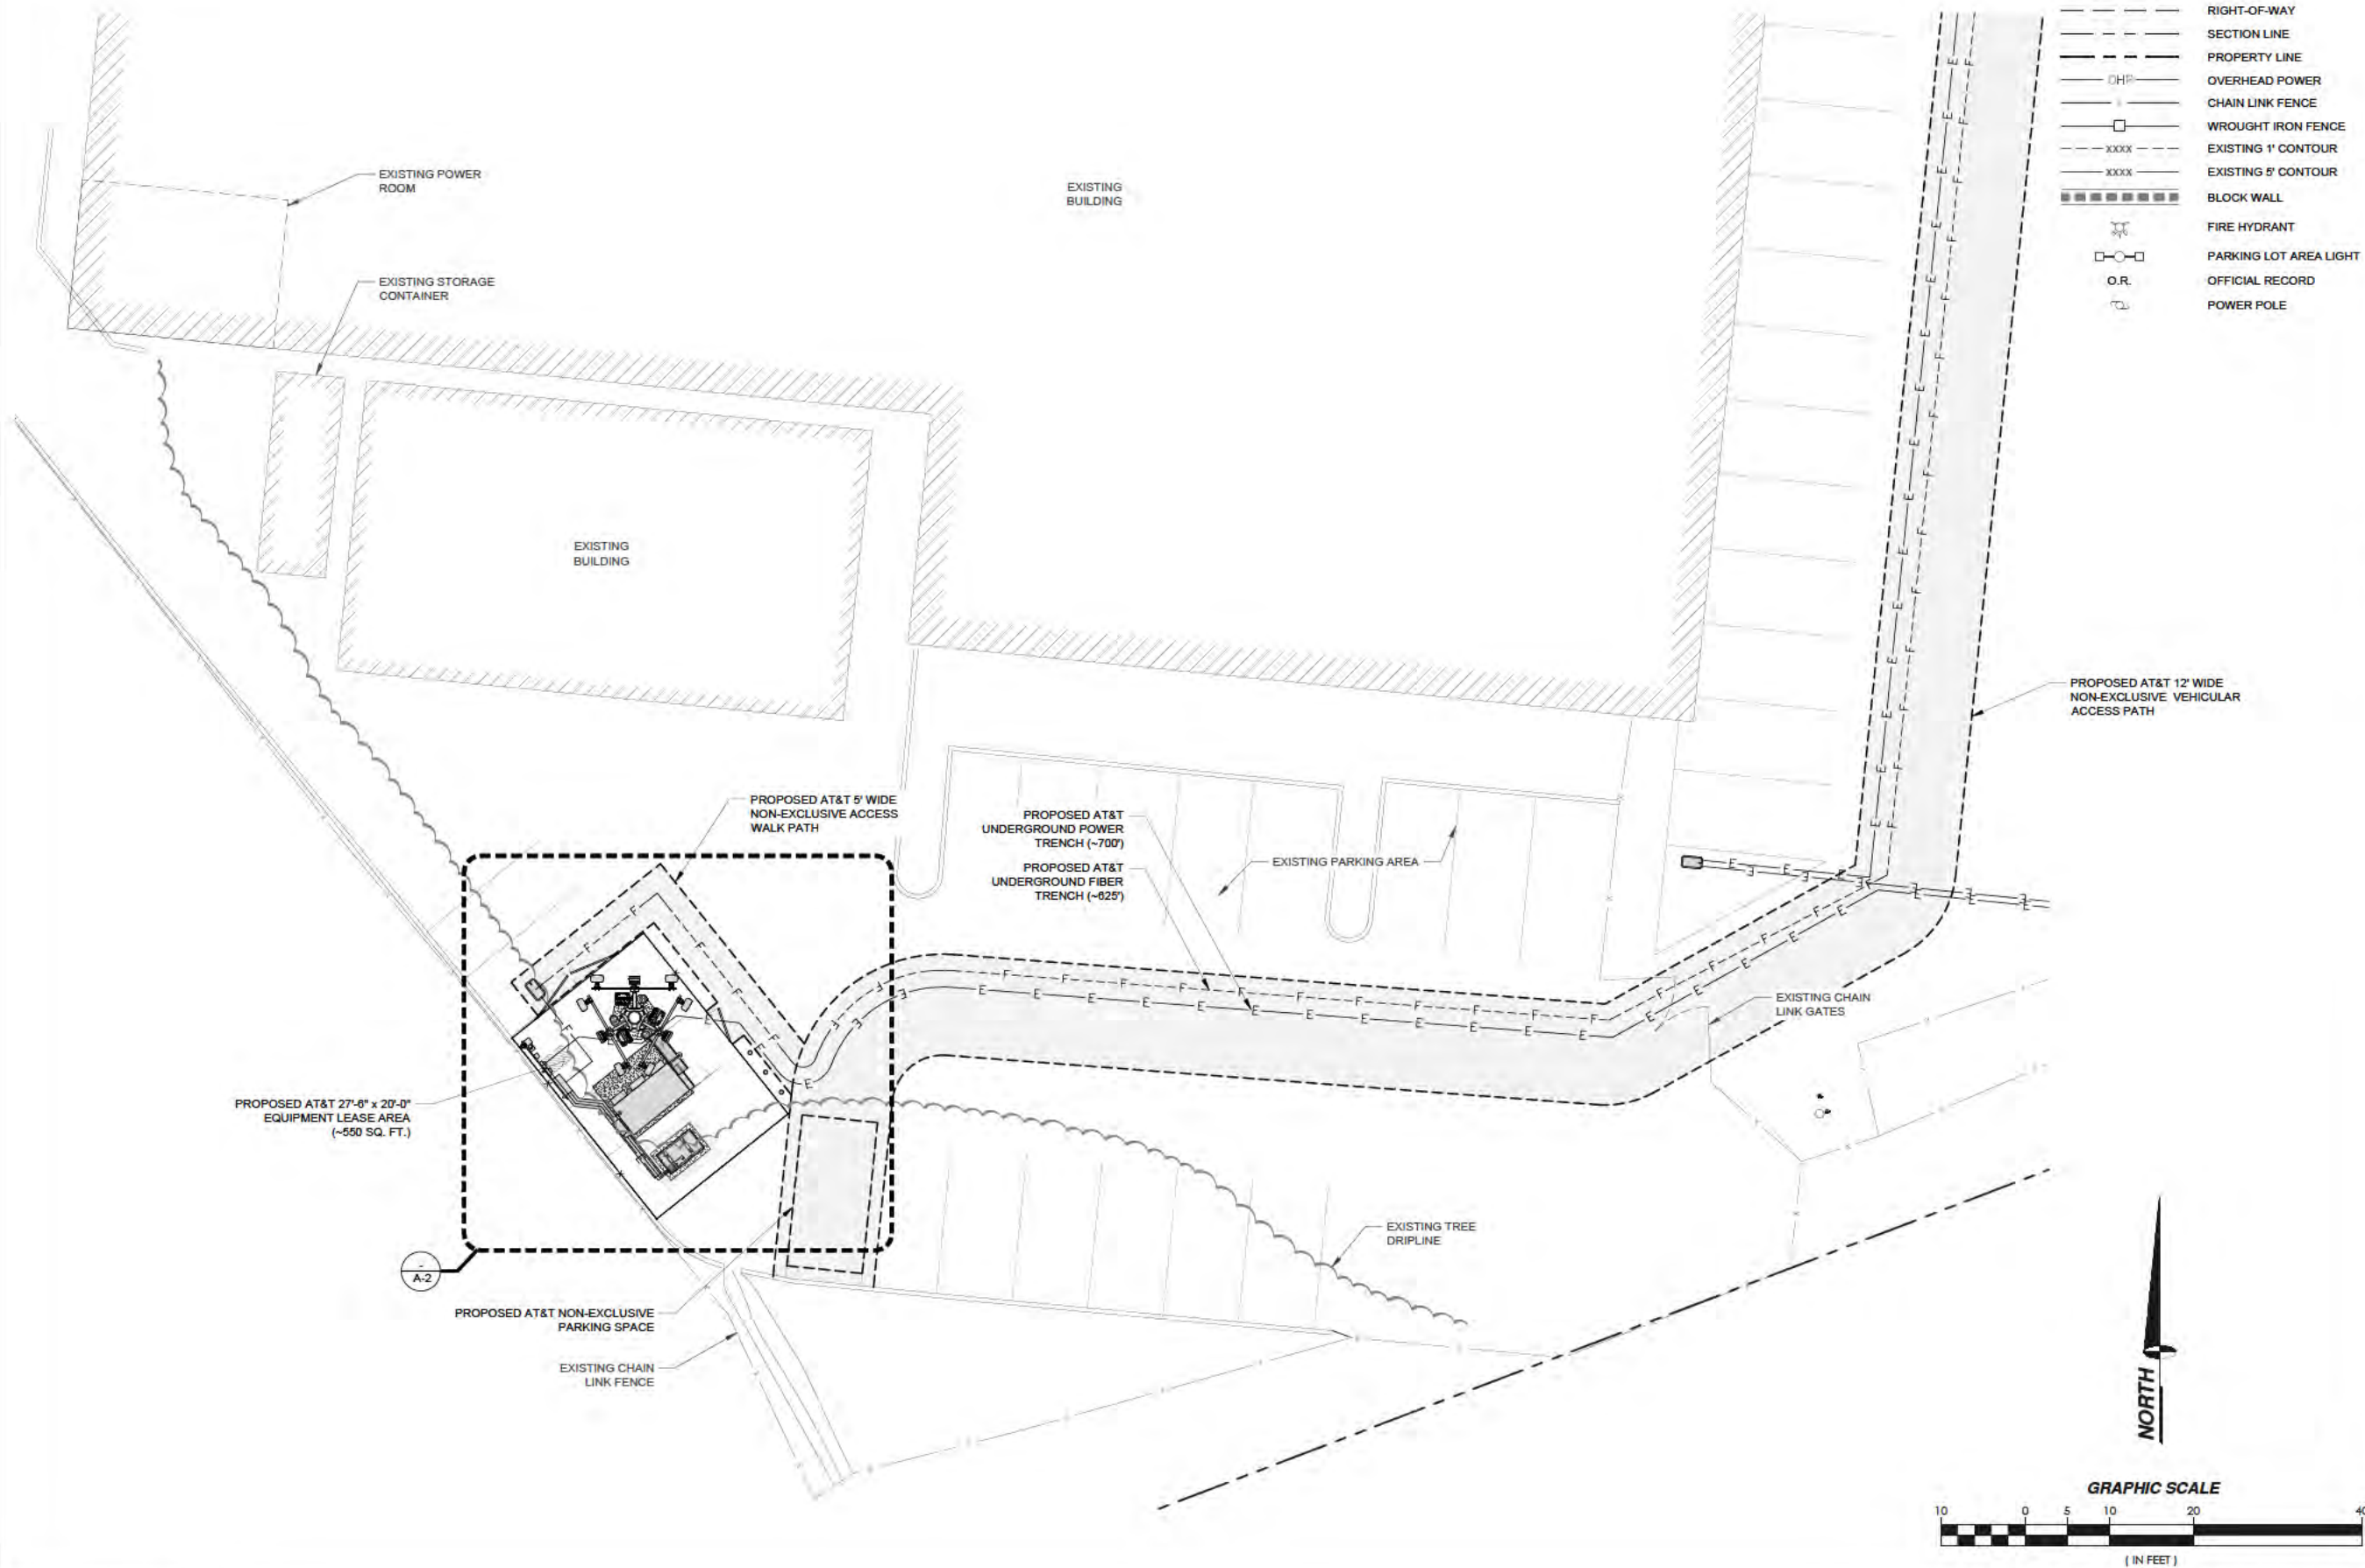 RIGHT-OF-WAY
SECTION LINE
PROPERTY LINE
OHP
OVERHEAD POWER
CHAIN LINK FENCE
WROUGHT IRON FENCE
XXXX
EXISTING 1' CONTOUR
XXXX
EXISTING 5' CONTOUR
BLOCK WALL
FIRE HYDRANT
PARKING LOT AREA LIGHT
O.R.
OFFICIAL RECORD
POWER POLE
EXISTING POWER
ROOM
EXISTING
BUILDING
EXISTING STORAGE
CONTAINER
EXISTING
BUILDING
PROPOSED AT&T 12' WIDE
NON-EXCLUSIVE VEHICULAR
ACCESS PATH
PROPOSED AT&T 5' WIDE
NON-EXCLUSIVE ACCESS
WALK PATH
PROPOSED AT&T
UNDERGROUND POWER
TRENCH (~700')
PROPOSED AT&T
UNDERGROUND FIBER
TRENCH (~625')
EXISTING PARKING AREA
EXISTING CHAIN
LINK GATES
PROPOSED AT&T 27'-6" x 20'-0"
EQUIPMENT LEASE AREA
(~550 SQ. FT.)
EXISTING TREE
DRIPLINE
-
A-2
PROPOSED AT&T NON-EXCLUSIVE
PARKING SPACE
EXISTING CHAIN
LINK FENCE
NORTH
GRAPHIC SCALE
10 0 5 10 20 40
( IN FEET )